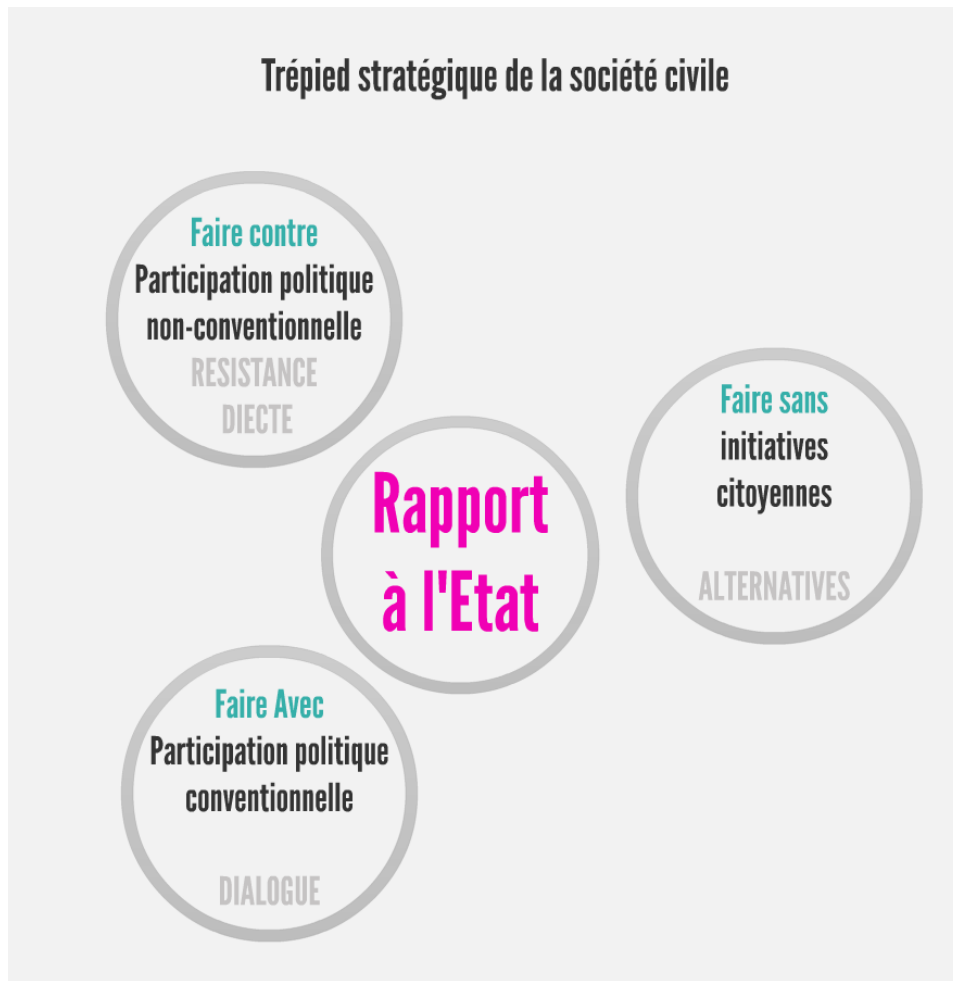 Trépied stratégique de la société civile
Faire contre
Participation politique
non-conventionnelle
RESISTANCE
DIECTE
Faire sans
initiatives
citoyennes
ALTERNATIVES
Rapport
à l'Etat
Faire Avec
Participation politique
conventionnelle
DIALOGUE